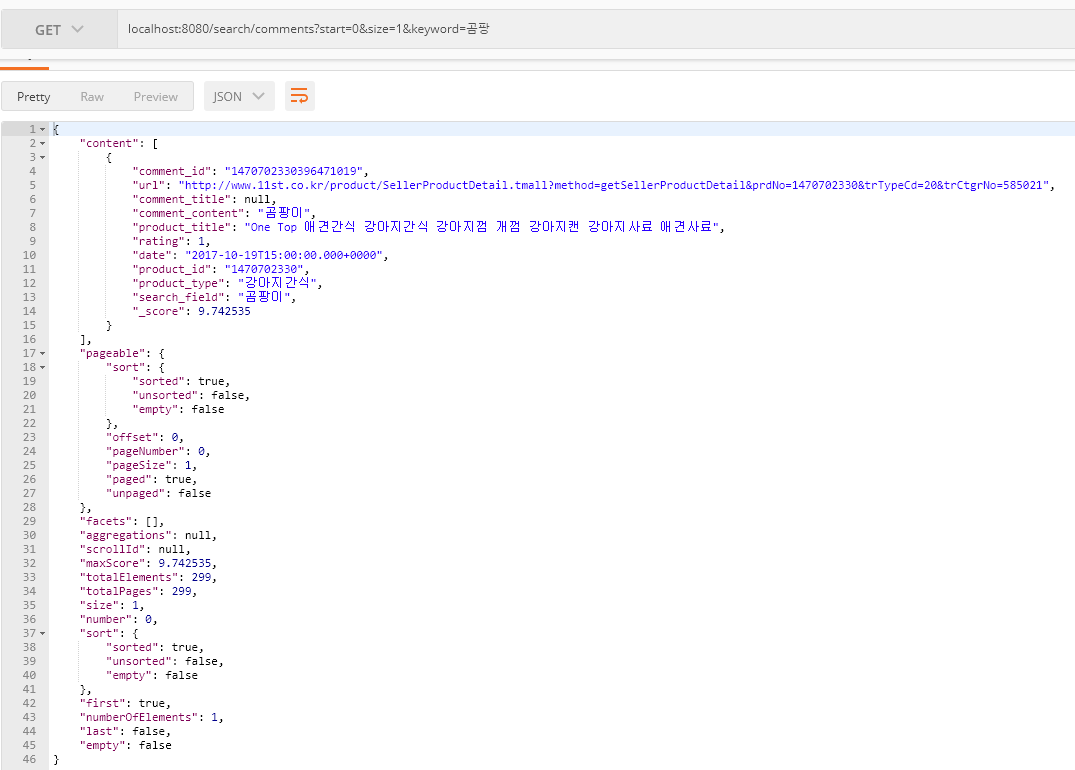 GET localhost:8080/search/comments?start=0&size=1&keyword=곰팡
Pretty Raw Preview JSON
1 {
2 "content": [
3 {
4 "comment_id": "1470702330396471019",
5 "url": "http://www.11st.co.kr/product/SellerProductDetail.tmall?method=getSellerProductDetail&prdNo=1470702330&trTypeCd=20&trCtgrNo=585021",
6 "comment_title": null,
7 "comment_content": "곰팡이",
8 "product_title": "One Top 애견간식 강아지간식 강아지껌 개껌 강아지캔 강아지사료 애견사료",
9 "rating": 1,
10 "date": "2017-10-19T15:00:00.000+0000",
11 "product_id": "1470702330",
12 "product_type": "강아지간식",
13 "search_field": "곰팡이",
14 "_score": 9.742535
15 }
16 ],
17 "pageable": {
18 "sort": {
19 "sorted": true,
20 "unsorted": false,
21 "empty": false
22 },
23 "offset": 0,
24 "pageNumber": 0,
25 "pageSize": 1,
26 "paged": true,
27 "unpaged": false
28 },
29 "facets": [],
30 "aggregations": null,
31 "scrollId": null,
32 "maxScore": 9.742535,
33 "totalElements": 299,
34 "totalPages": 299,
35 "size": 1,
36 "number": 0,
37 "sort": {
38 "sorted": true,
39 "unsorted": false,
40 "empty": false
41 },
42 "first": true,
43 "numberOfElements": 1,
44 "last": false,
45 "empty": false
46 }